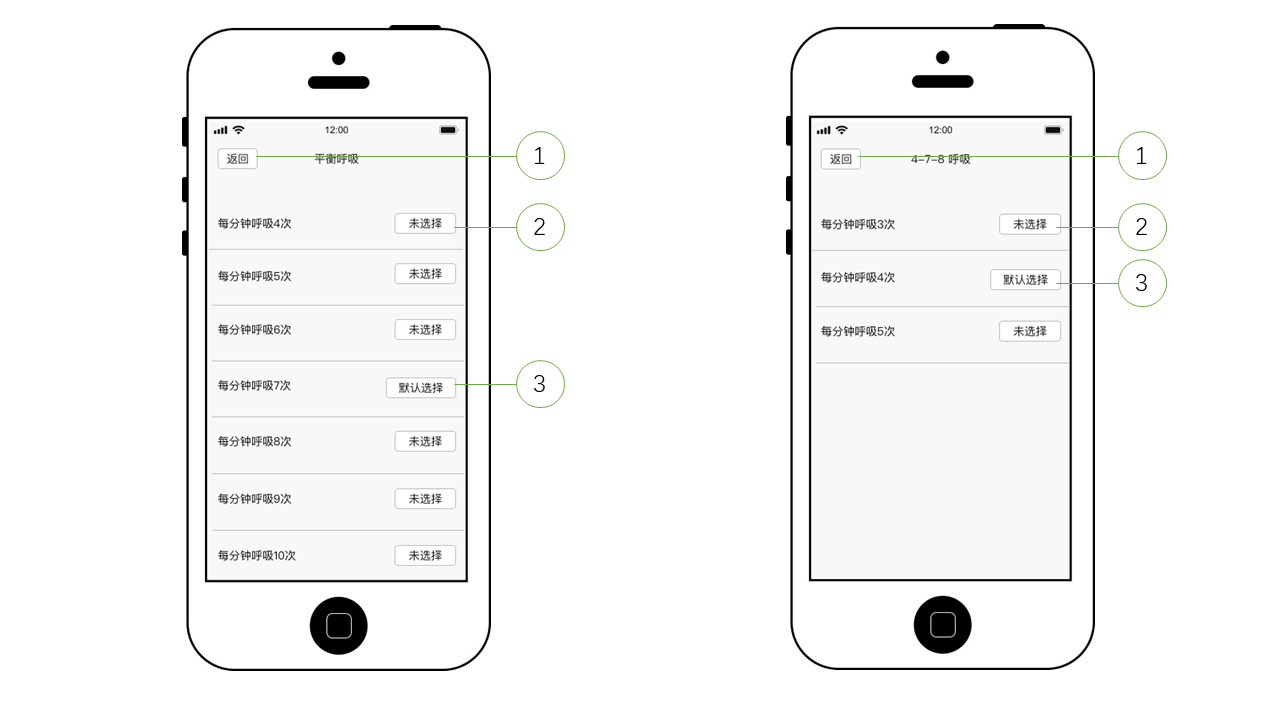 12:00
返回
平衡呼吸
1
每分钟呼吸4次
未选择
2
每分钟呼吸5次
未选择
每分钟呼吸6次
未选择
每分钟呼吸7次
默认选择
3
每分钟呼吸8次
未选择
每分钟呼吸9次
未选择
每分钟呼吸10次
未选择
12:00
返回
4-7-8 呼吸
1
每分钟呼吸3次
未选择
2
每分钟呼吸4次
默认选择
3
每分钟呼吸5次
未选择